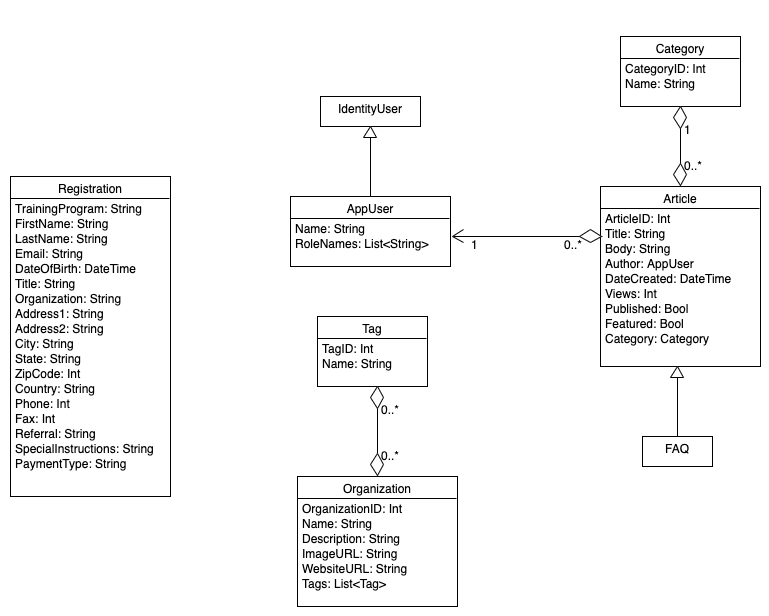 Category
CategoryID: Int
Name: String
IdentityUser
Registration
TrainingProgram: String
FirstName: String
LastName: String
Email: String
DateOfBirth: DateTime
Title: String
Organization: String
Address1: String
Address2: String
City: String
State: String
ZipCode: Int
Country: String
Phone: Int
Fax: Int
Referral: String
SpecialInstructions: String
PaymentType: String
AppUser
Name: String
RoleNames: List<String>
1
0..*
1
0..*
Article
ArticleID: Int
Title: String
Body: String
Author: AppUser
DateCreated: DateTime
Views: Int
Published: Bool
Featured: Bool
Category: Category
Tag
TagID: Int
Name: String
0..*
0..*
FAQ
Organization
OrganizationID: Int
Name: String
Description: String
ImageURL: String
WebsiteURL: String
Tags: List<Tag>